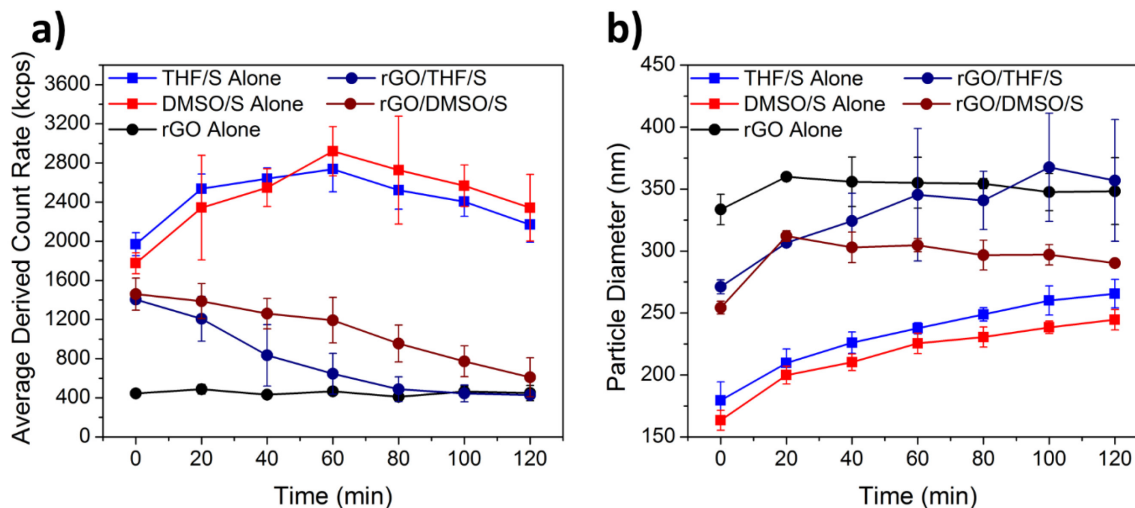 a)
THF/S Alone rGO/THF/S
DMSO/S Alone rGO/DMSO/S
rGO Alone
Average Derived Count Rate (kcps)
3600
3200
2800
2400
2000
1600
1200
800
400
0
0 20 40 60 80 100 120
Time (min)
b)
THF/S Alone rGO/THF/S
DMSO/S Alone rGO/DMSO/S
rGO Alone
Particle Diameter (nm)
450
400
350
300
250
200
150
0 20 40 60 80 100 120
Time (min)